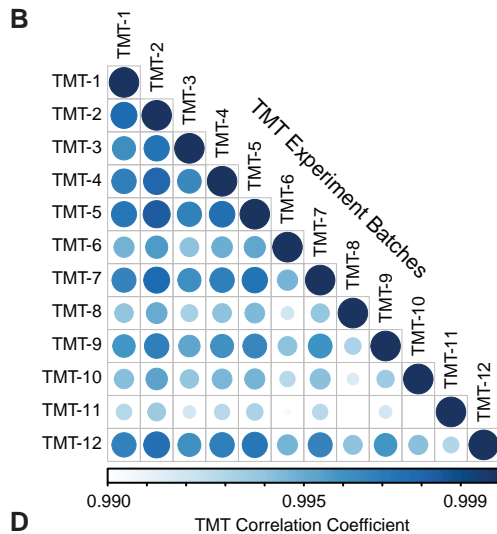 B
TMT-1
TMT-2
TMT-3
TMT-4
TMT-5
TMT-6
TMT-7
TMT-8
TMT-9
TMT-10
TMT-11
TMT-12
TMT Experiment Batches
TMT-1
TMT-2
TMT-3
TMT-4
TMT-5
TMT-6
TMT-7
TMT-8
TMT-9
TMT-10
TMT-11
TMT-12
0.990 0.995 0.999
TMT Correlation Coefficient
D